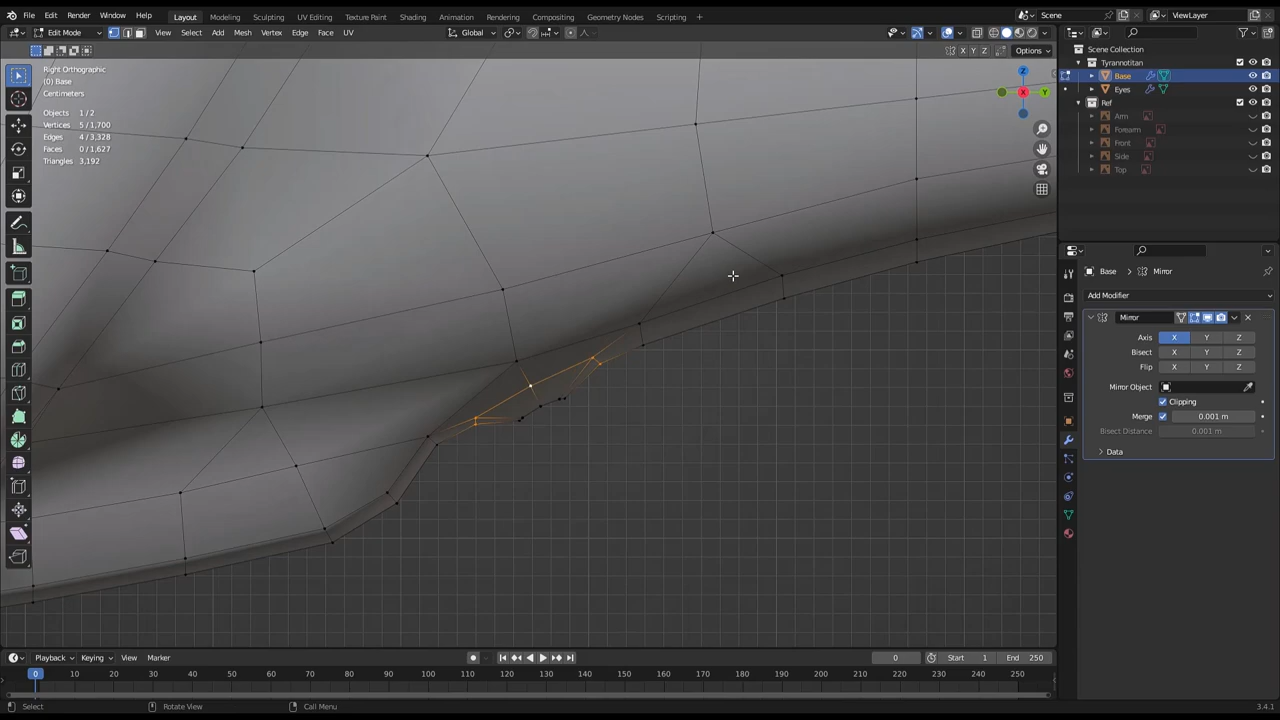 File Edit Render Window Help Layout Modeling Sculpting UV Editing Texture Paint Shading Animation Rendering Compositing Geometry Nodes Scripting + Scene ViewLayer
Edit Mode View Select Add Mesh Vertex Edge Face UV Global
X Y Z Options
Right Orthographic
(0) Base
Centimeters
Objects 1 / 2
Vertices 5 / 1,700
Edges 4 / 3,328
Faces 0 / 1,627
Triangles 3,192
Z
X Y
Scene Collection
Tyrannotitan
Base
Eyes
Ref
Arm
Forearm
Front
Side
Top
Base Mirror
Add Modifier
Mirror
Axis X Y Z
Bisect X Y Z
Flip X Y Z
Mirror Object
Clipping
Merge 0.001 m
Bisect Distance 0.001 m
Data
Playback Keying View Marker 0 Start 1 End 250
0 10 20 30 40 50 60 70 80 90 100 110 120 130 140 150 160 170 180 190 200 210 220 230 240 250
Select Rotate View Call Menu 3.4.1